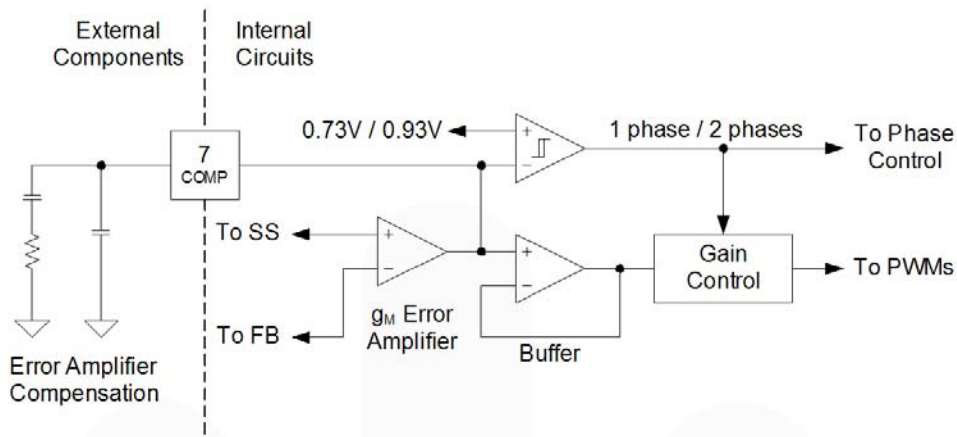 External
Components
Internal
Circuits
0.73V / 0.93V
+
−
1 phase / 2 phases
To Phase
Control
7
COMP
To SS
+
−
+
−
Gain
Control
To PWMs
To FB
gM Error
Amplifier
Buffer
Error Amplifier
Compensation